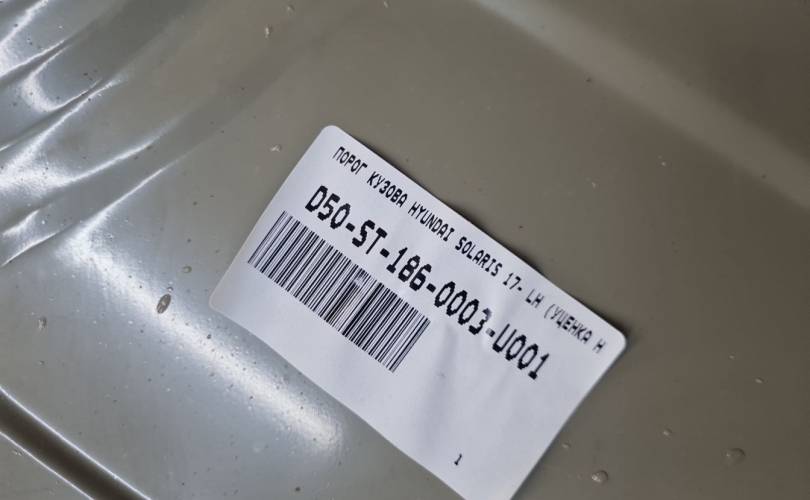 ПОРОГ КУЗОВА HYUNDAI SOLARIS 17- LH (УЦЕНКА Н
D50-ST-186-0003-U001
1